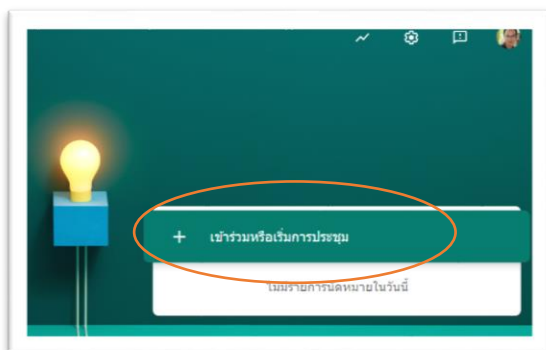 + เข้าร่วมหรือเริ่มการประชุม
ไม่มีรายการนัดหมายในวันนี้